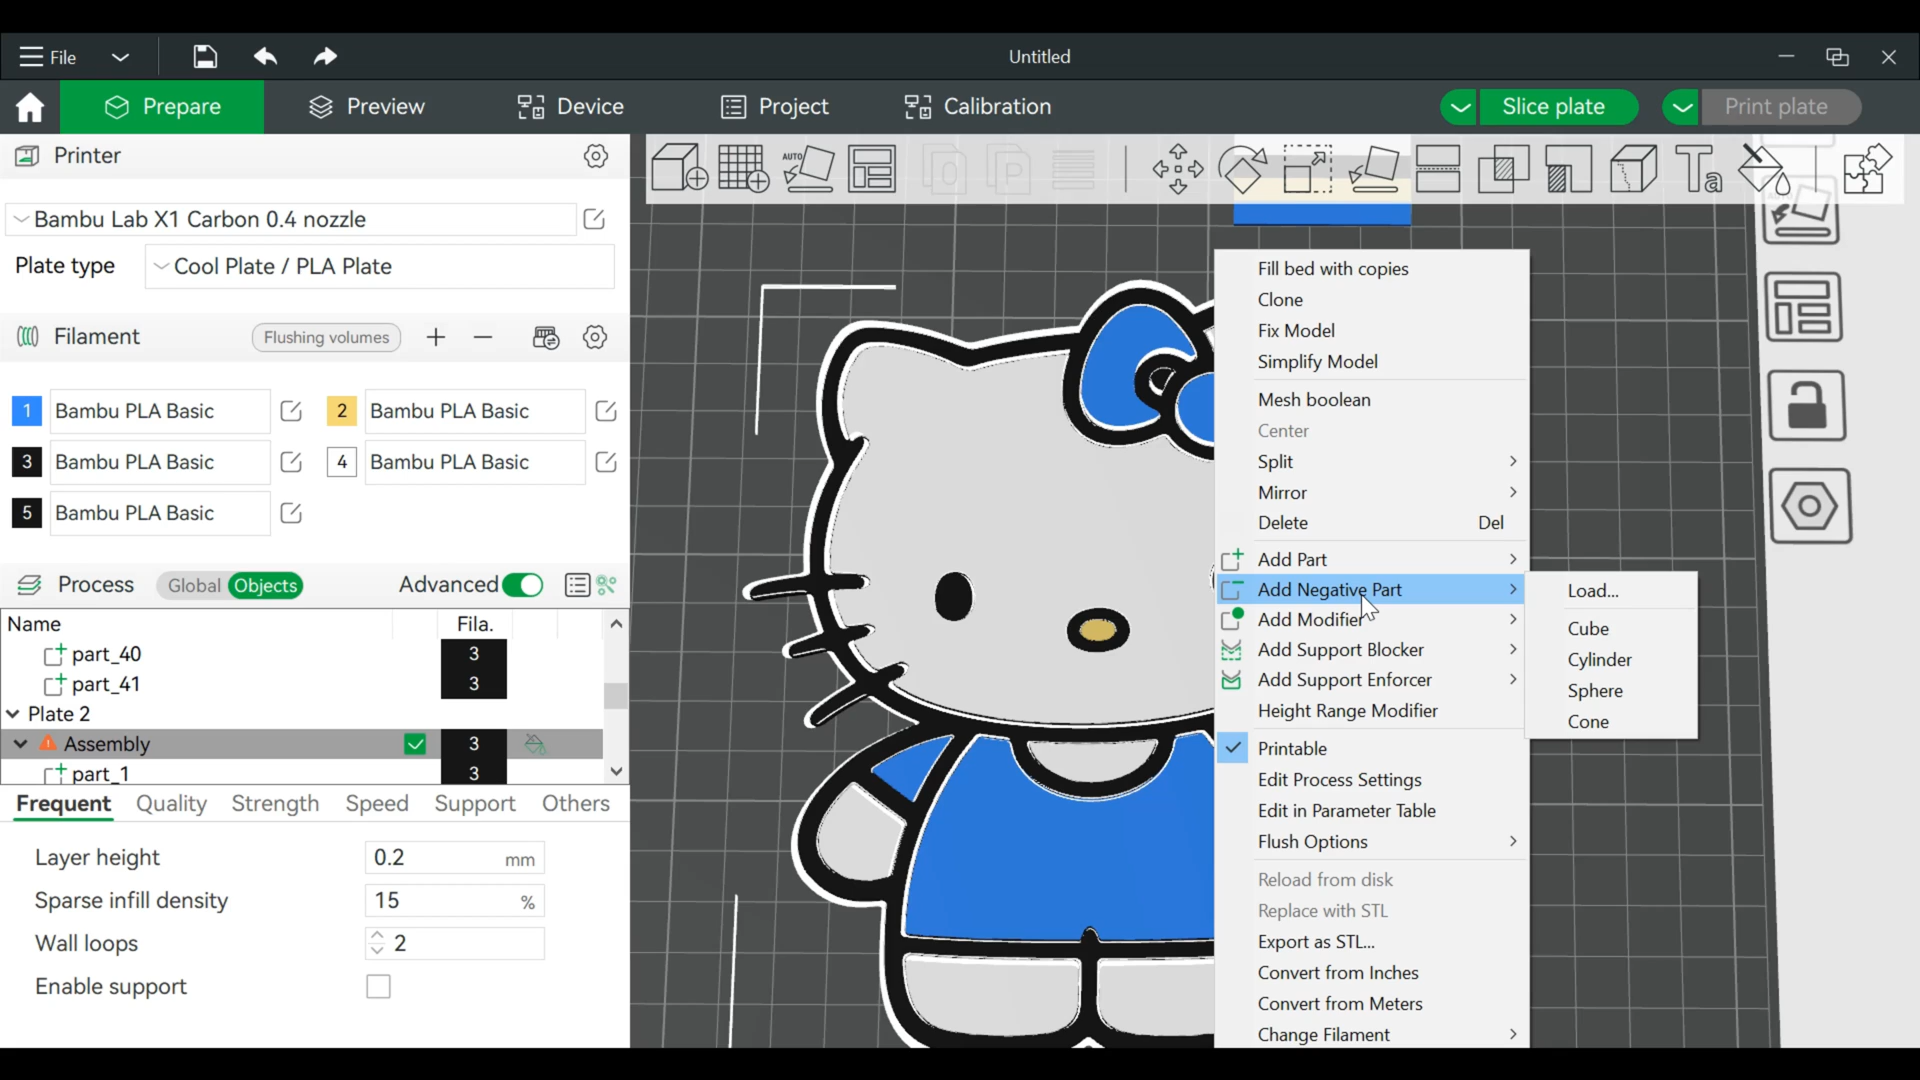 File
Untitled
Prepare
Preview
Device
Project
Calibration
Slice plate
Print plate
Printer
AUTO
Ta
Bambu Lab X1 Carbon 0.4 nozzle
Plate type
Cool Plate / PLA Plate
Filament
Flushing volumes
1 Bambu PLA Basic
2 Bambu PLA Basic
3 Bambu PLA Basic
4 Bambu PLA Basic
5 Bambu PLA Basic
Process
Global
Objects
Advanced
Name Fila.
part_40 3
part_41 3
Plate 2
Assembly 3
part_1 3
Frequent Quality Strength Speed Support Others
Layer height 0.2 mm
Sparse infill density 15 %
Wall loops 2
Enable support
Fill bed with copies
Clone
Fix Model
Simplify Model
Mesh boolean
Center
Split
Mirror
Delete Del
Add Part
Add Negative Part
Add Modifier
Add Support Blocker
Add Support Enforcer
Height Range Modifier
Printable
Edit Process Settings
Edit in Parameter Table
Flush Options
Reload from disk
Replace with STL
Export as STL...
Convert from Inches
Convert from Meters
Change Filament
Load...
Cube
Cylinder
Sphere
Cone